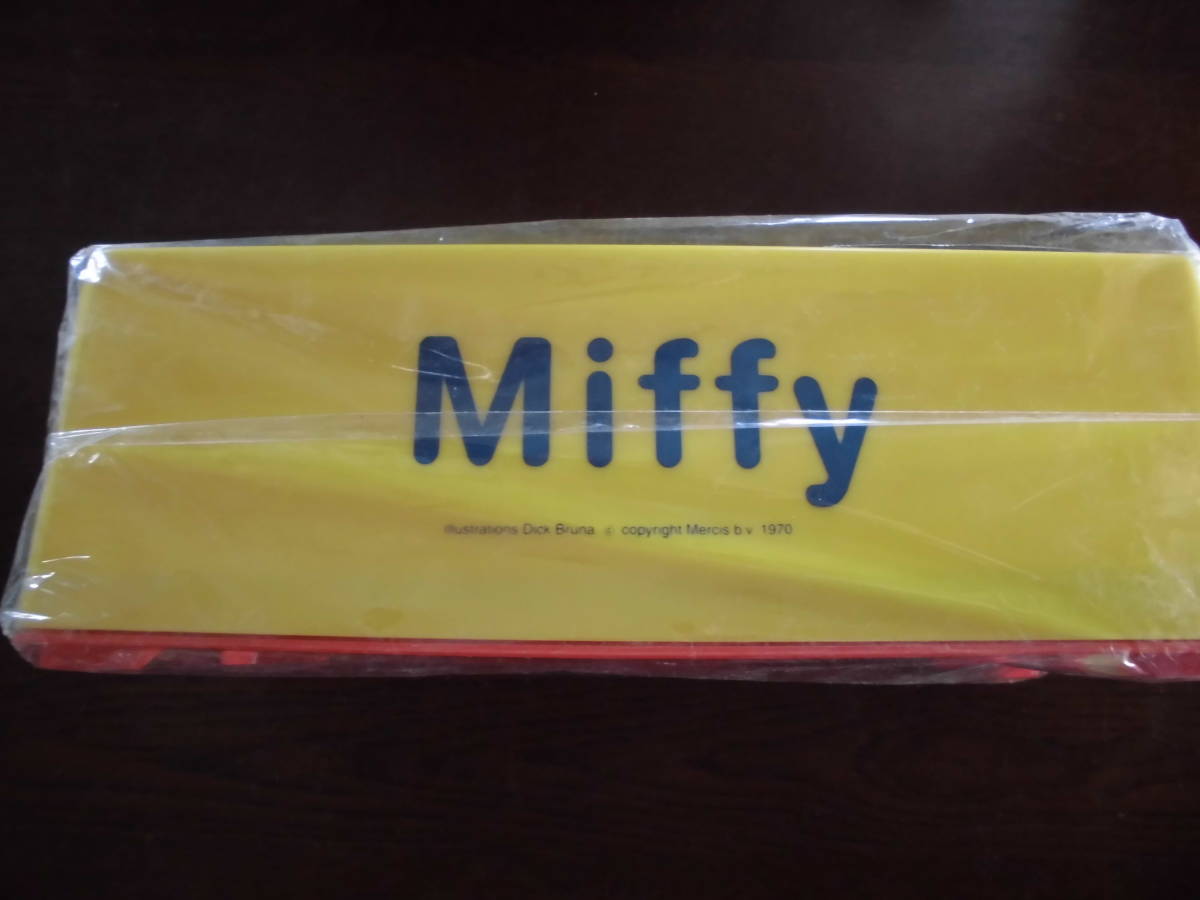 Miffy
illustrations Dick Bruna © copyright Mercis b.v. 1970